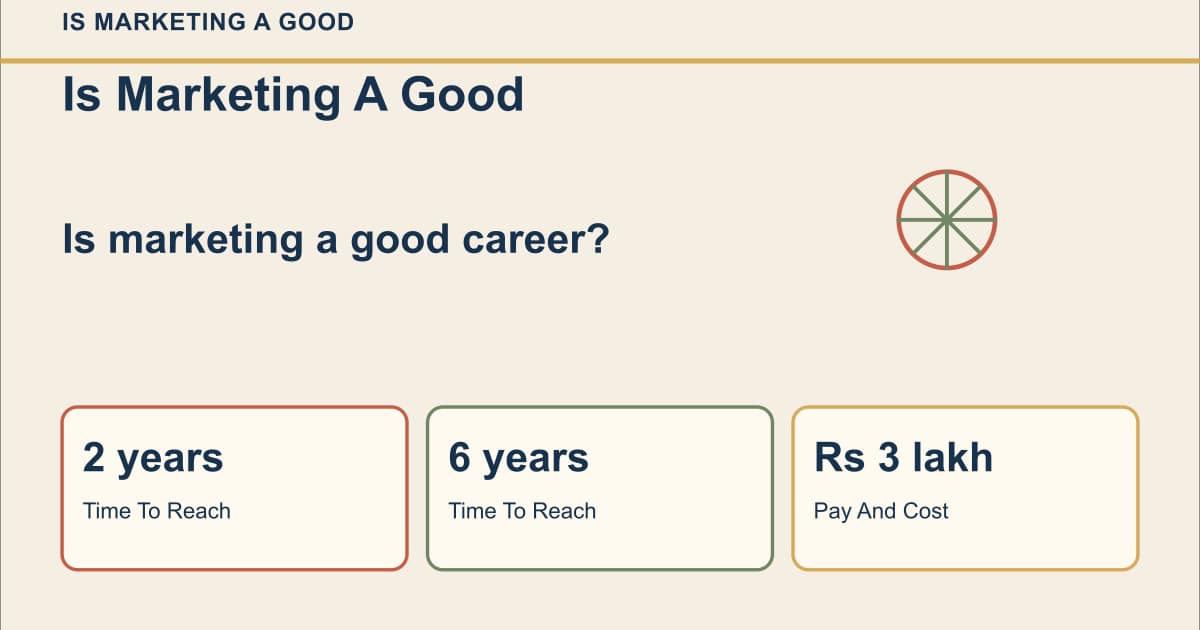 IS MARKETING A GOOD
Is Marketing A Good
Is marketing a good career?
2 years
Time To Reach
6 years
Time To Reach
Rs 3 lakh
Pay And Cost